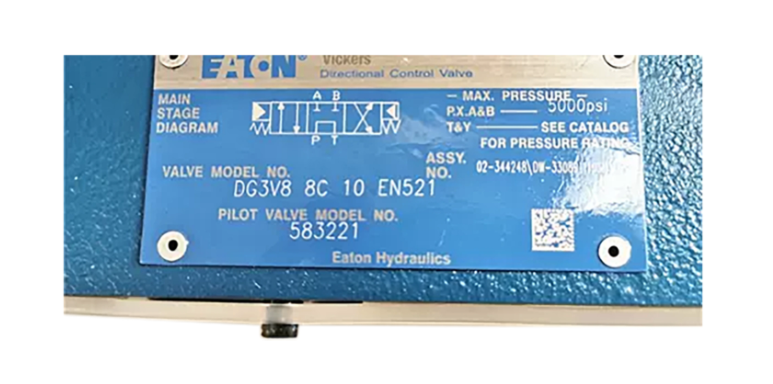 EATON®
Vickers
Directional Control Valve
MAIN
STAGE
DIAGRAM
A B
P T
MAX. PRESSURE
P.X.A&B 5000psi
T&Y SEE CATALOG
FOR PRESSURE RATING
VALVE MODEL NO.
DG3V8 8C 10 EN521
ASSY.
NO.
PILOT VALVE MODEL NO.
583221
Eaton Hydraulics